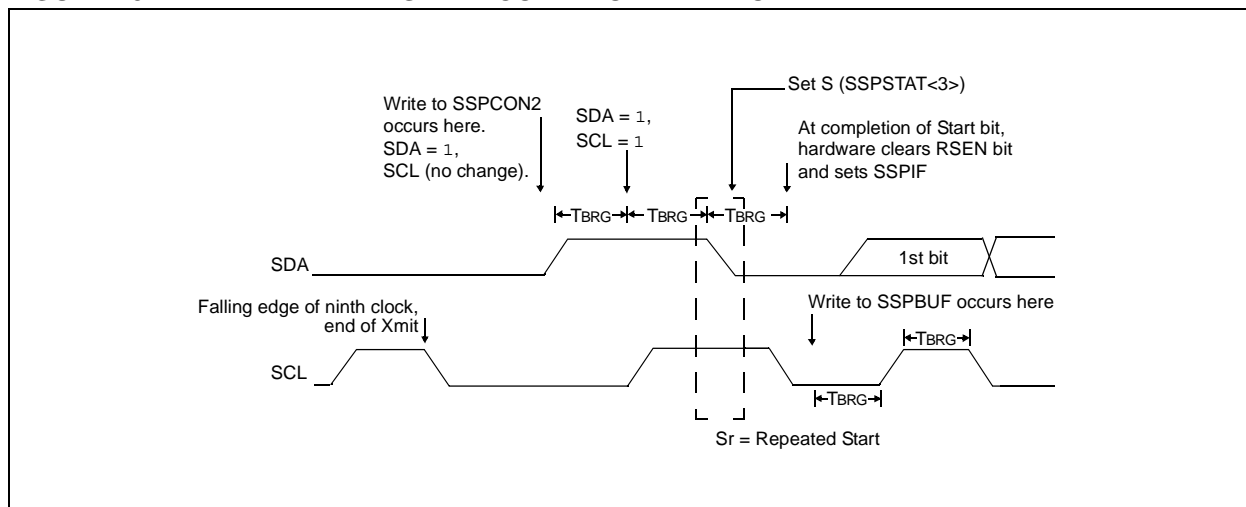 Set S (SSPSTAT<3>)
Write to SSPCON2
occurs here.
SDA = 1,
SCL (no change).
SDA = 1,
SCL = 1
At completion of Start bit,
hardware clears RSEN bit
and sets SSPIF
TBRG
TBRG
TBRG
SDA
1st bit
Falling edge of ninth clock,
end of Xmit
Write to SSPBUF occurs here
TBRG
SCL
TBRG
Sr = Repeated Start